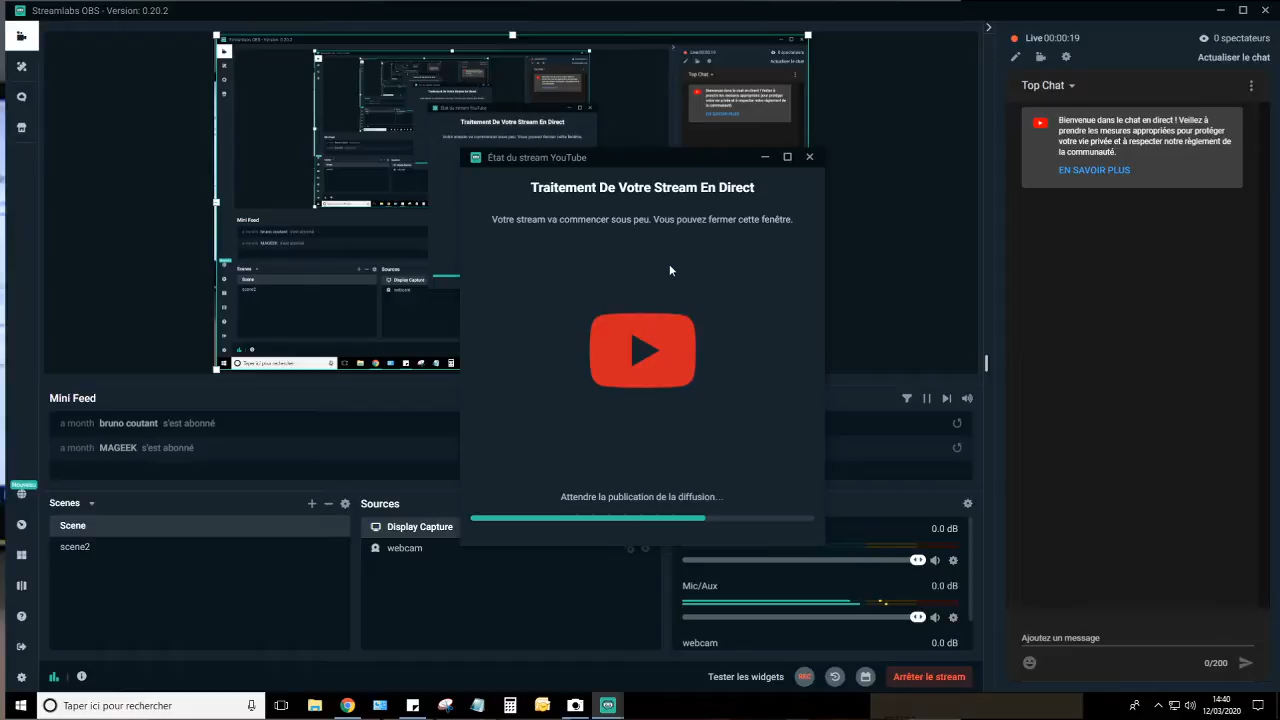 Streamlabs OBS - Version: 0.20.2
Live 00:00:19
0 spectateurs
Actualiser le chat
Top Chat
Bienvenue dans le chat en direct ! Veillez à
prendre les mesures appropriées pour protéger
votre vie privée et à respecter notre règlement de
la communauté.
EN SAVOIR PLUS
État du stream YouTube
Traitement De Votre Stream En Direct
Votre stream va commencer sous peu. Vous pouvez fermer cette fenêtre.
Attendre la publication de la diffusion...
Mini Feed
a month bruno coutant s'est abonné
a month MAGEEK s'est abonné
Nouveau
Scenes
Scene
scene2
Sources
Display Capture
webcam
0.0 dB
Mic/Aux 0.0 dB
webcam 0.0 dB
Tester les widgets
REC
Arrêter le stream
Ajoutez un message
0/200
Taper ici pour rechercher
14:40
12/03/2020